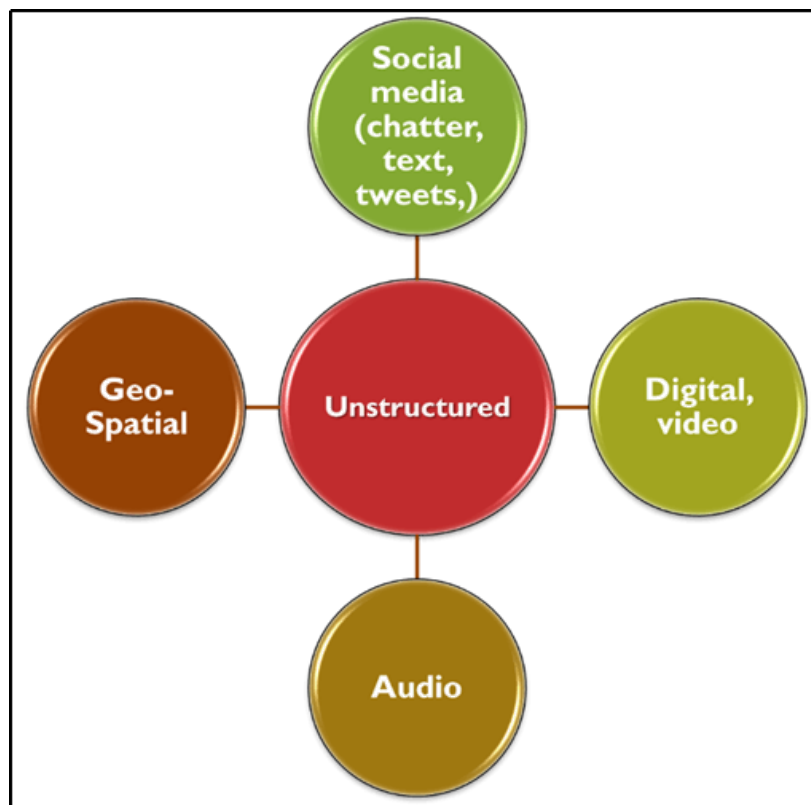 Social
media
(chatter,
text,
tweets,)
Geo-
Spatial
Unstructured
Digital,
video
Audio